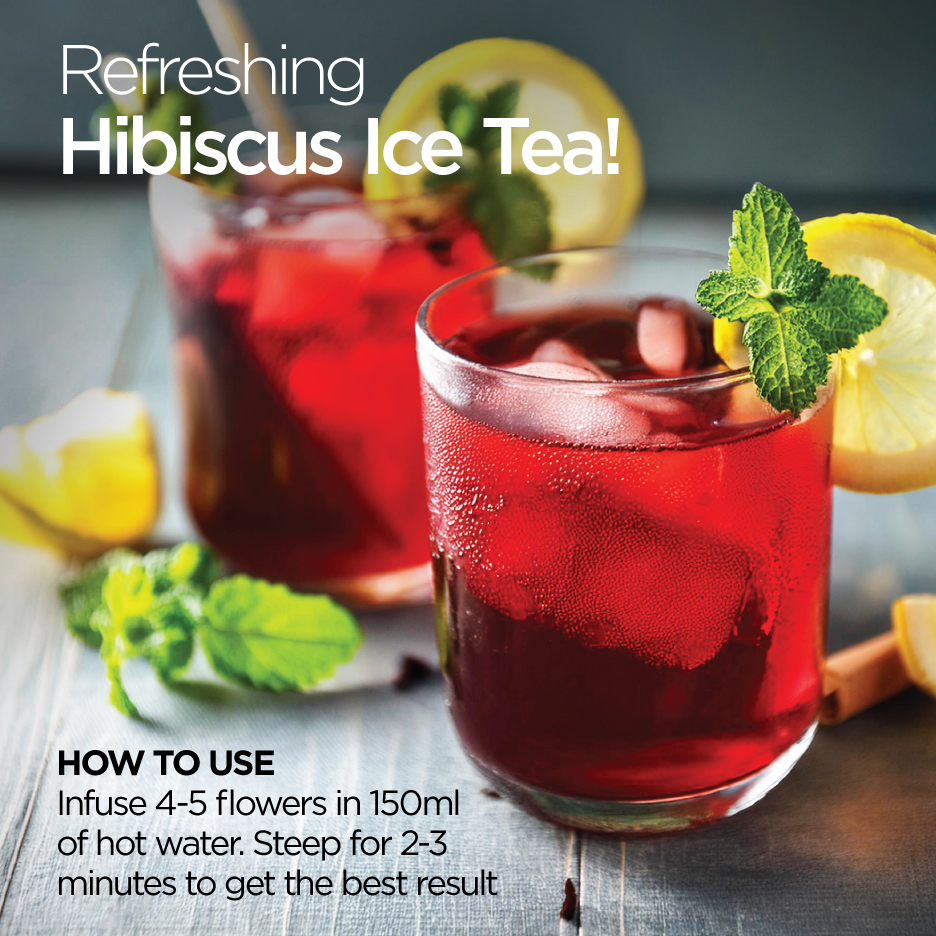 Refreshing
Hibiscus Ice Tea!
HOW TO USE
Infuse 4-5 flowers in 150ml
of hot water. Steep for 2-3
minutes to get the best result